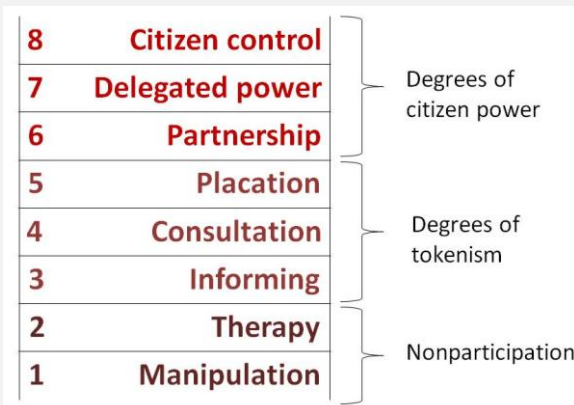 8 Citizen control
7 Delegated power
6 Partnership
Degrees of
citizen power
5 Placation
4 Consultation
3 Informing
Degrees of
tokenism
2 Therapy
1 Manipulation
Nonparticipation